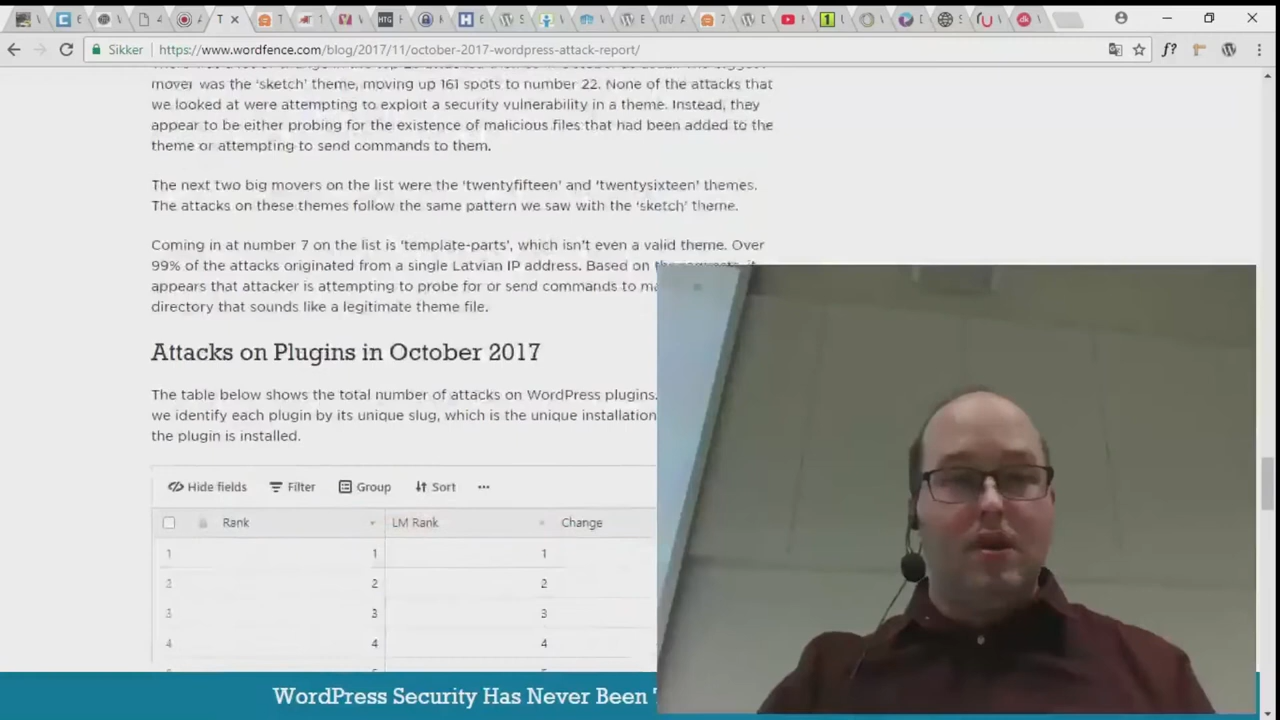 Sikker
https://www.wordfence.com/blog/2017/11/october-2017-wordpress-attack-report/
mover was the ‘sketch’ theme, moving up 161 spots to number 22. None of the attacks that
we looked at were attempting to exploit a security vulnerability in a theme. Instead, they
appear to be either probing for the existence of malicious files that had been added to the
theme or attempting to send commands to them.
The next two big movers on the list were the ‘twentyfifteen’ and ‘twentysixteen’ themes.
The attacks on these themes follow the same pattern we saw with the ‘sketch’ theme.
Coming in at number 7 on the list is ‘template-parts’, which isn’t even a valid theme. Over
99% of the attacks originated from a single Latvian IP address. Based on
appears that attacker is attempting to probe for or send commands to
directory that sounds like a legitimate theme file.
Attacks on Plugins in October 2017
The table below shows the total number of attacks on WordPress plugins.
we identify each plugin by its unique slug, which is the unique installation
the plugin is installed.
Hide fields Filter Group Sort
Rank LM Rank Change
1 1 1
2 2 2
3 3 3
4 4 4
WordPress Security Has Never Been